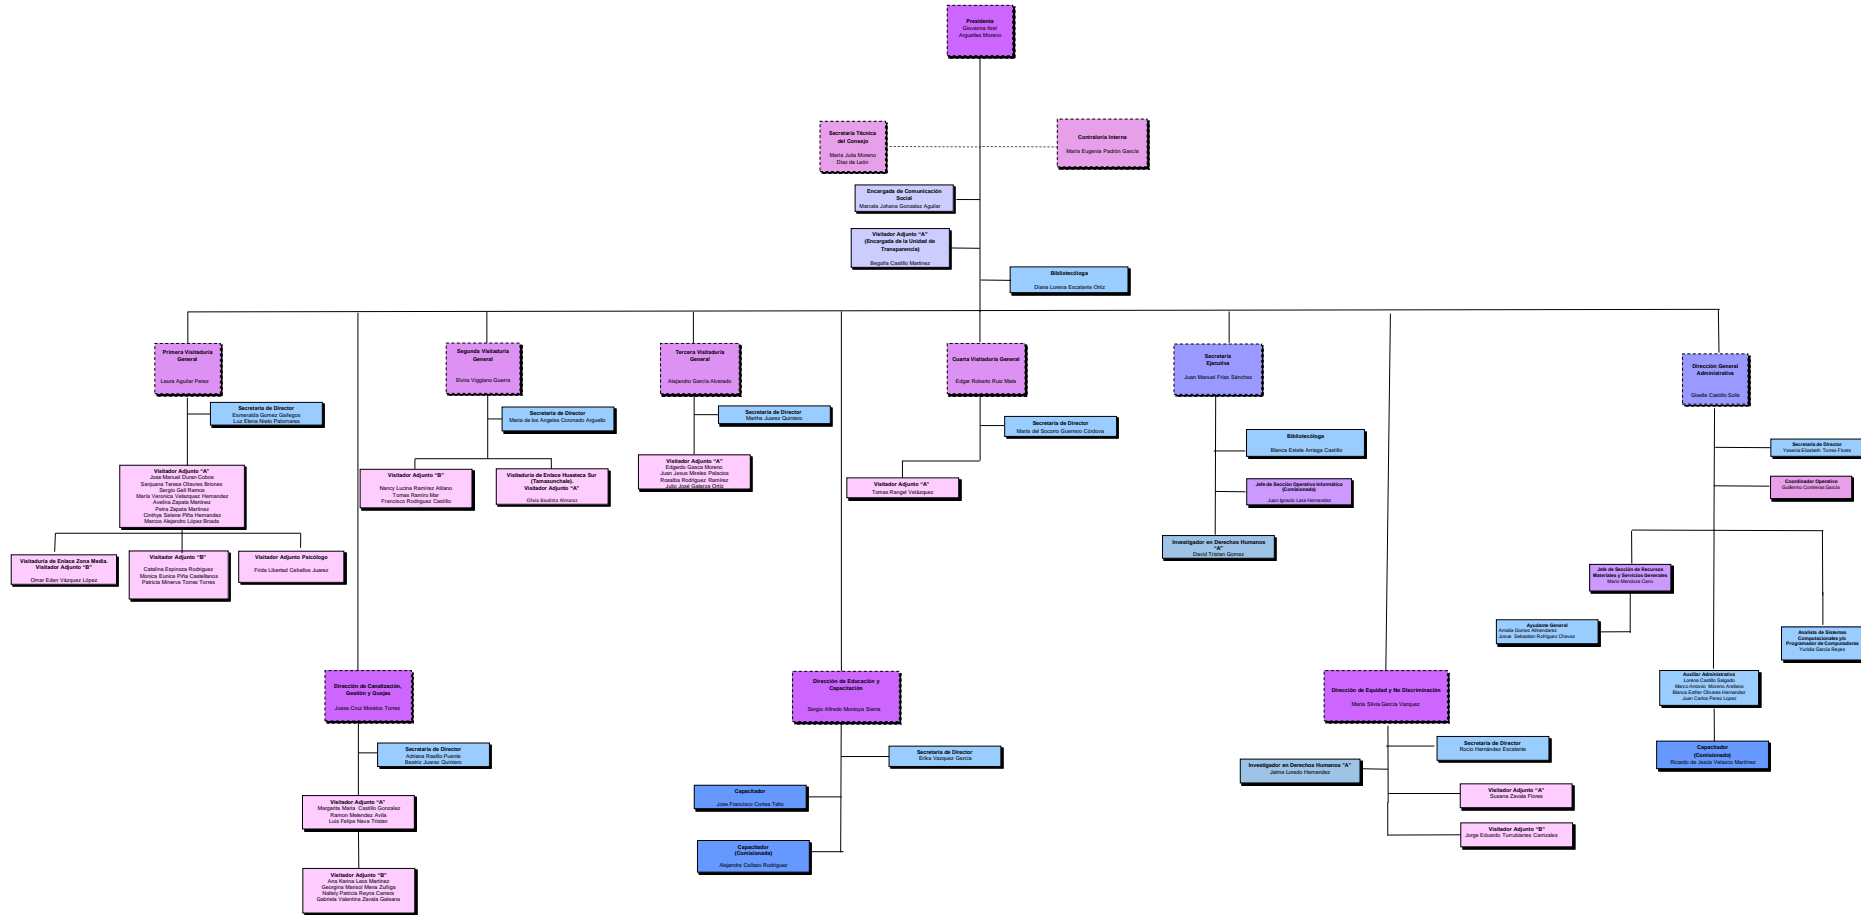 Presidenta
Giovanna Itzel
Arguelles Moreno
Secretaría Técnica
del Consejo
María Julia Moreno
Díaz de León
Contraloría Interna
María Eugenia Padrón García
Encargada de Comunicación
Social
Marcela Johana Gonzalez Aguilar
Visitador Adjunto "A"
(Encargada de la Unidad de
Transparencia)
Begoña Castillo Martínez
Bibliotecóloga
Diana Lorena Escalante Ortiz
Primera Visitaduría
General
Laura Aguilar Perez
Segunda Visitaduría
General
Elvira Viggiano Guerra
Tercera Visitaduría
General
Alejandro García Alvarado
Cuarta Visitaduría General
Edgar Roberto Ruiz Mata
Secretaría
Ejecutiva
Juan Manuel Frías Sánchez
Dirección General
Administrativa
Giselle Castillo Solis
Secretaria de Director
Esmeralda Gomez Gallegos
Luz Elena Nieto Palomares
Secretaria de Director
Maria de los Angeles Coronado Arguello
Secretaria de Director
Martha Juarez Quintero
Secretaria de Director
María del Socorro Guerrero Córdova
Bibliotecóloga
Blanca Estela Arriaga Castillo
Secretaria de Director
Yesenia Elizabeth Torres Flores
Visitador Adjunto "A"
Jose Manuel Duran Cobos
Sanjuana Teresa Oliavres Briones
Sergio Gell Ramos
María Veronica Velazquez Hernandez
Avelina Zapata Martinez
Petra Zapata Martinez
Cinthya Selene Piña Hernandez
Marcos Alejandro López Bnada
Visitador Adjunto "B"
Nancy Lucina Ramírez Atilano
Tomas Ramiro Mar
Francisco Rodriguez Castillo
Visitaduría de Enlace Huasteca Sur
(Tamazunchale).
Visitador Adjunto "A"
Olivia Bautista Almaraz
Visitador Adjunto "A"
Edgardo Gasca Moreno
Juan Jesus Mireles Palacios
Rosalba Rodriguez Ramírez
Julio José Galarza Ortiz
Visitador Adjunto "A"
Tomas Rangel Velázquez
Jefe de Sección Operativo Informático
(Comisionado)
Juan Ignacio Lara Hernandez
Coordinador Operativo
Guillermo Contreras García
Investigador en Derechos Humanos
"A"
David Tristan Gomez
Visitaduría de Enlace Zona Media.
Visitador Adjunto "B"
Omar Eden Vázquez López
Visitador Adjunto "B"
Catalina Espinoza Rodriguez
Monica Eunice Piña Castellanos
Patricia Minerva Torres Torres
Visitador Adjunto Psicólogo
Frida Libertad Ceballos Juarez
Jefe de Sección de Recursos
Materiales y Servicios Generales
Mario Mendoza Cano
Ayudante General
Amalia Gomez Almendarez
Josue Sebastian Rodriguez Chavez
Analista de Sistemas
Computacionales y/o
Programador de Computadoras
Yuridia Garcia Reyes
Dirección de Canalización,
Gestión y Quejas
Josse Cruz Morelos Torres
Dirección de Educación y
Capacitación
Sergio Alfredo Montoya Sierra
Dirección de Equidad y No Discriminación
María Silvia García Vazquez
Auxiliar Administrativo
Lorena Castillo Salgado
Marco Antonio Moreno Arellano
Blanca Esther Olivares Hernandez
Juan Carlos Perez Lopez
Secretaria de Director
Adriana Rasillo Puente
Beatriz Juarez Quintero
Secretaria de Director
Erika Vazquez Garcia
Secretaria de Director
Rocio Hernández Escalante
Capacitador
(Comisionado)
Ricardo de Jesús Velazco Martínez
Investigador en Derechos Humanos "A"
Jaime Loredo Hernandez
Visitador Adjunto "A"
Margarita María Castillo Gonzalez
Ramon Melendez Avila
Luis Felipe Nava Tristan
Capacitador
Jose Francisco Cortes Tello
Visitador Adjunto "A"
Susana Zavala Flores
Visitador Adjunto "B"
Jorge Eduardo Turrubiartes Carrizales
Capacitador
(Comisionada)
Alejandra Collazo Rodriguez
Visitador Adjunto "B"
Ana Karina Leos Martínez
Georgina Marisol Mena Zuñiga
Nallely Patricia Reyna Carrera
Gabriela Valentina Zavala Galeana